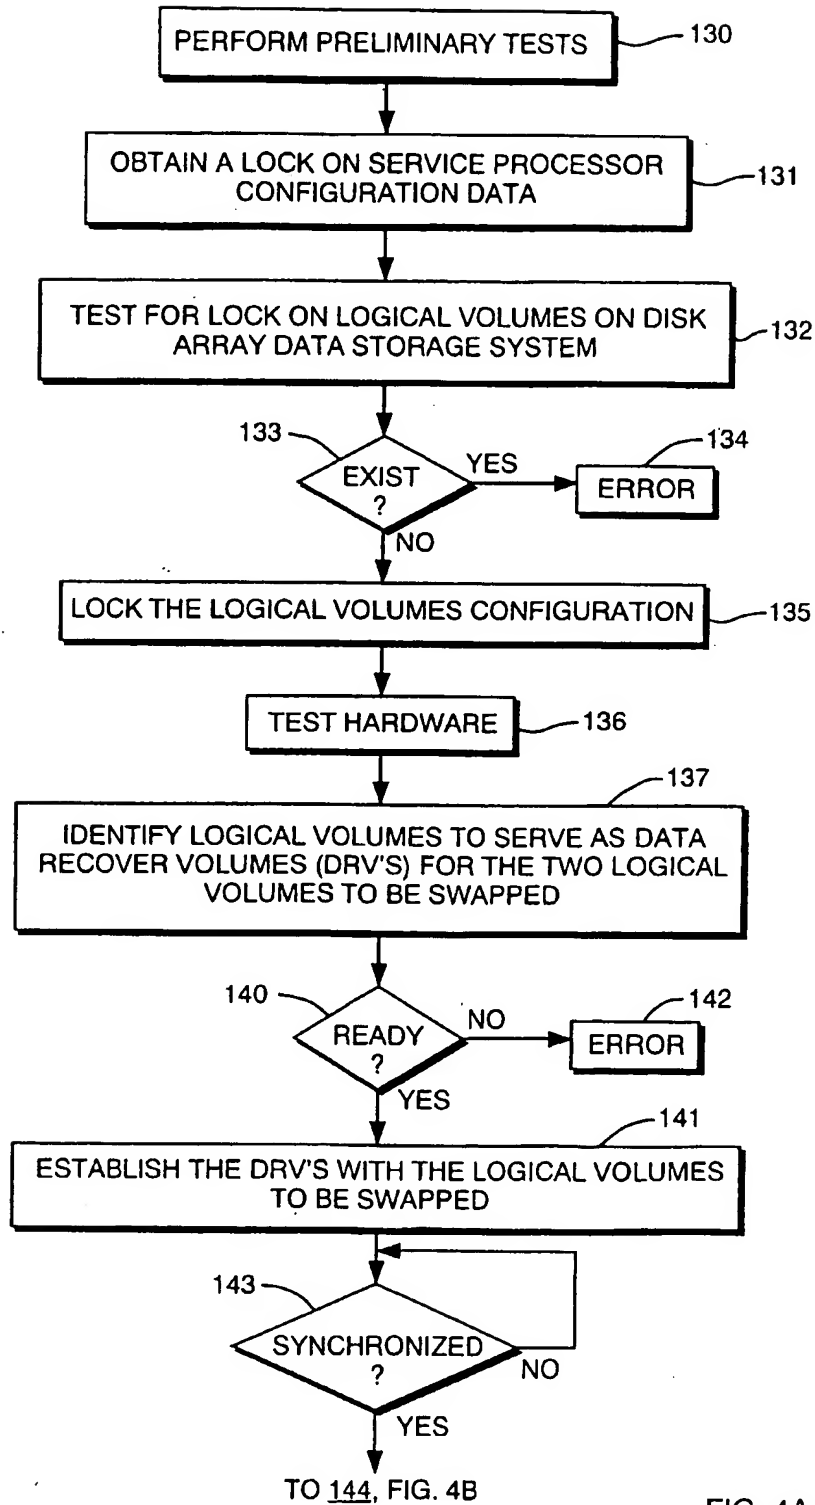 PERFORM PRELIMINARY TESTS
130
OBTAIN A LOCK ON SERVICE PROCESSOR
CONFIGURATION DATA
131
TEST FOR LOCK ON LOGICAL VOLUMES ON DISK
ARRAY DATA STORAGE SYSTEM
132
133
EXIST
?
YES
134
ERROR
NO
LOCK THE LOGICAL VOLUMES CONFIGURATION
135
TEST HARDWARE
136
137
IDENTIFY LOGICAL VOLUMES TO SERVE AS DATA
RECOVER VOLUMES (DRV'S) FOR THE TWO LOGICAL
VOLUMES TO BE SWAPPED
140
READY
?
NO
142
ERROR
YES
141
ESTABLISH THE DRV'S WITH THE LOGICAL VOLUMES
TO BE SWAPPED
143
SYNCHRONIZED
?
NO
YES
TO 144, FIG. 4B
FIG. 4A